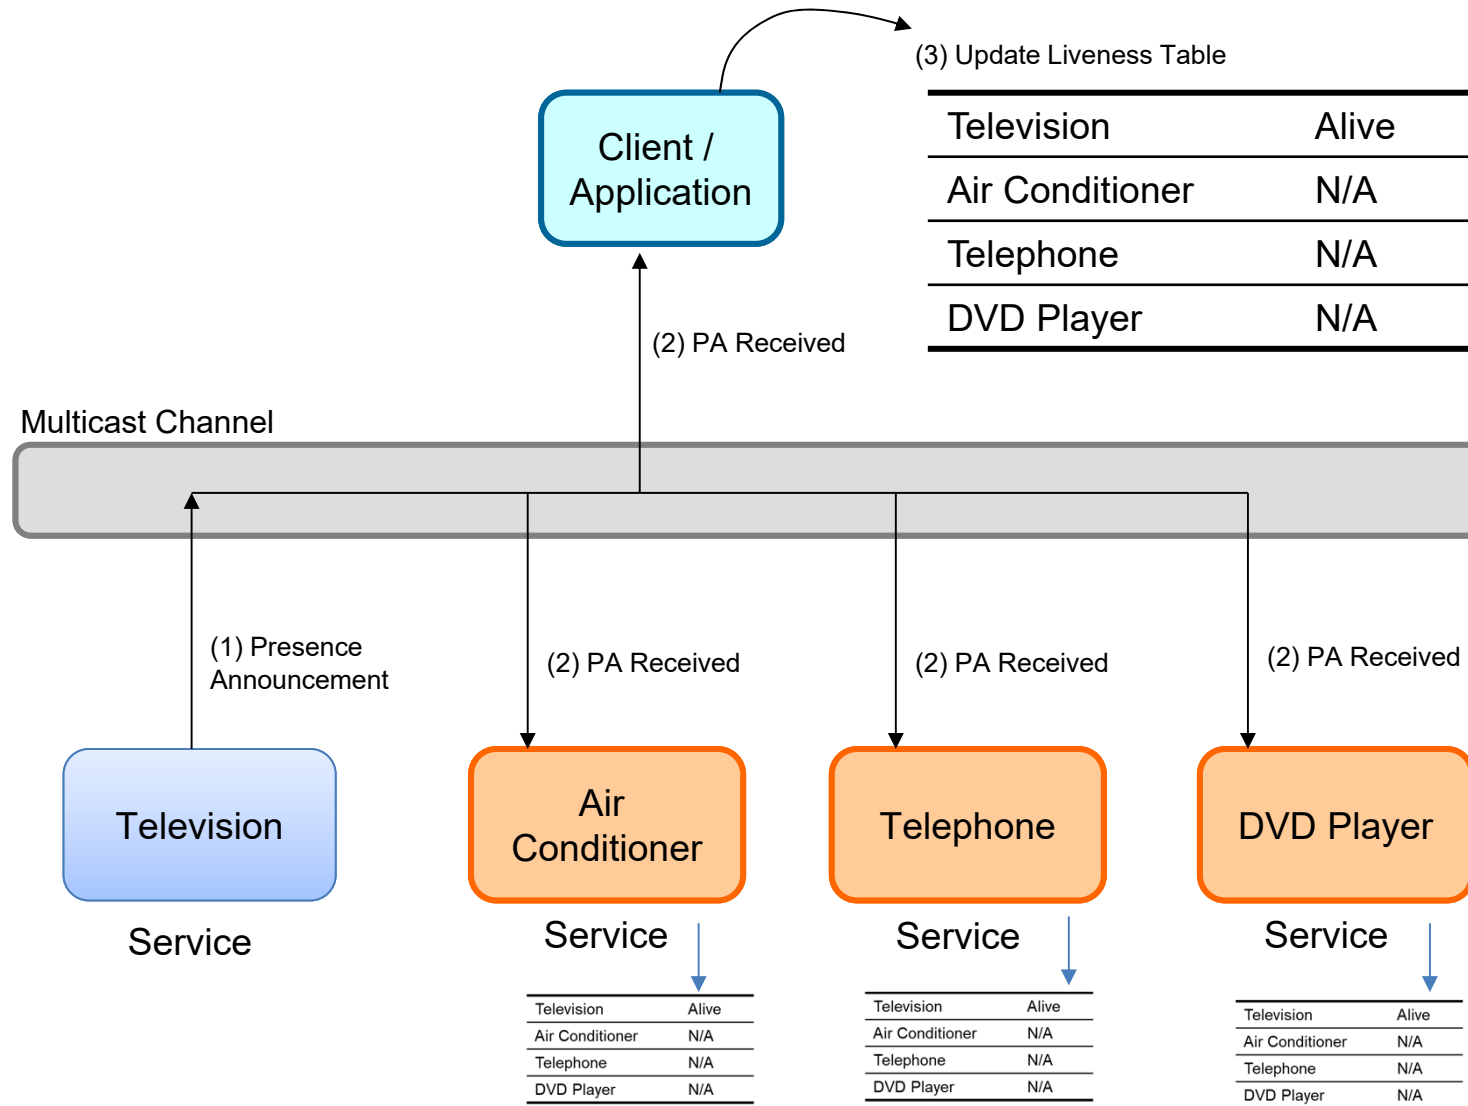 (3) Update Liveness Table
Client /
Application
Television Alive
Air Conditioner N/A
Telephone N/A
DVD Player N/A
(2) PA Received
Multicast Channel
(1) Presence
Announcement
(2) PA Received
(2) PA Received
(2) PA Received
Television
Air
Conditioner
Telephone
DVD Player
Service
Service
Service
Service
Television Alive
Air Conditioner N/A
Telephone N/A
DVD Player N/A
Television Alive
Air Conditioner N/A
Telephone N/A
DVD Player N/A
Television Alive
Air Conditioner N/A
Telephone N/A
DVD Player N/A